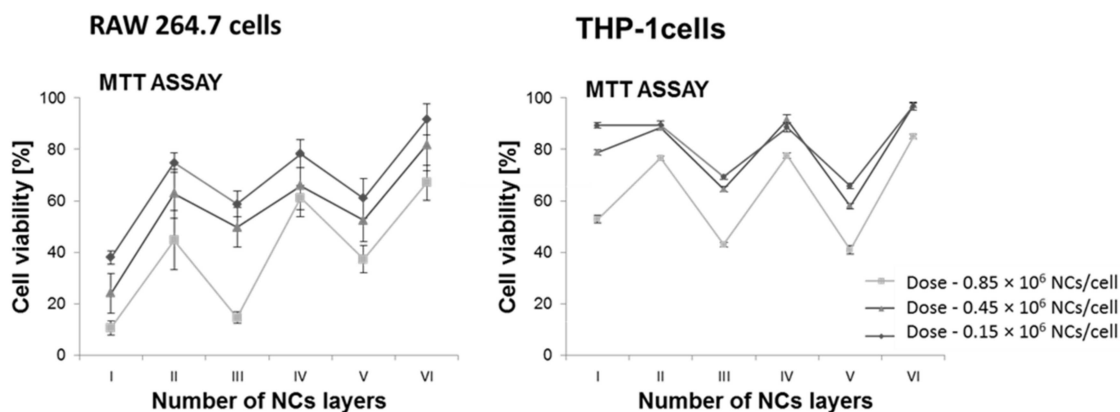 RAW 264.7 cells
MTT ASSAY
Cell viability [%]
100
80
60
40
20
0
I II III IV V VI
Number of NCs layers
THP-1cells
MTT ASSAY
Cell viability [%]
100
80
60
40
20
0
I II III IV V VI
Number of NCs layers
Dose - 0.85 × 10⁶ NCs/cell
Dose - 0.45 × 10⁶ NCs/cell
Dose - 0.15 × 10⁶ NCs/cell